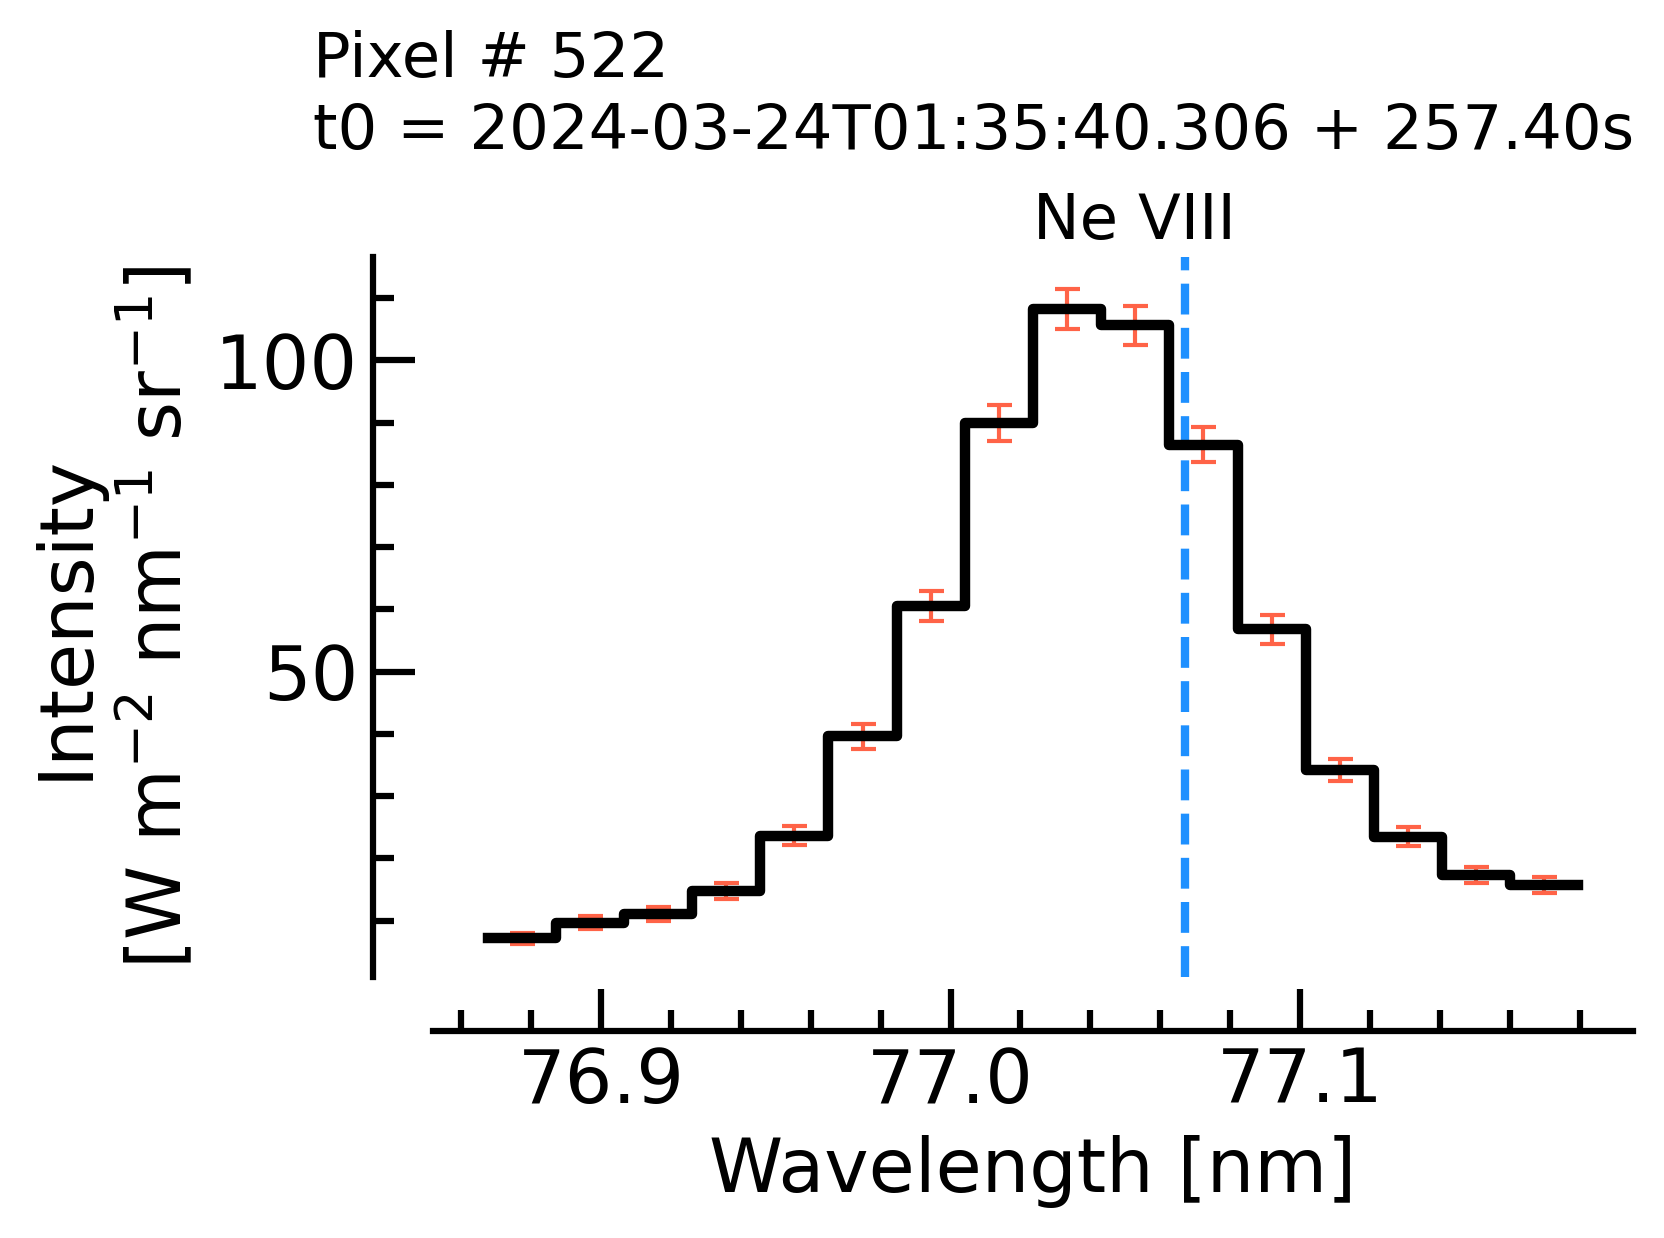 Pixel # 522
t0 = 2024-03-24T01:35:40.306 + 257.40s
Ne VIII
Intensity
[W m⁻² nm⁻¹ sr⁻¹]
100
50
76.9 77.0 77.1
Wavelength [nm]